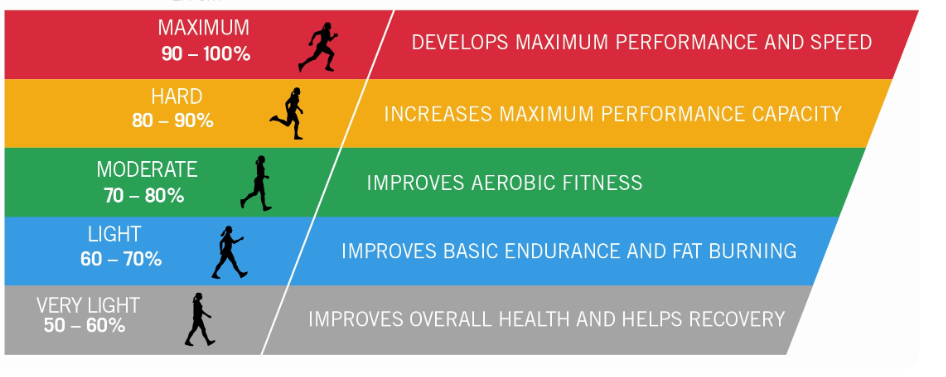 MAXIMUM
90 – 100%
DEVELOPS MAXIMUM PERFORMANCE AND SPEED
HARD
80 – 90%
INCREASES MAXIMUM PERFORMANCE CAPACITY
MODERATE
70 – 80%
IMPROVES AEROBIC FITNESS
LIGHT
60 – 70%
IMPROVES BASIC ENDURANCE AND FAT BURNING
VERY LIGHT
50 – 60%
IMPROVES OVERALL HEALTH AND HELPS RECOVERY